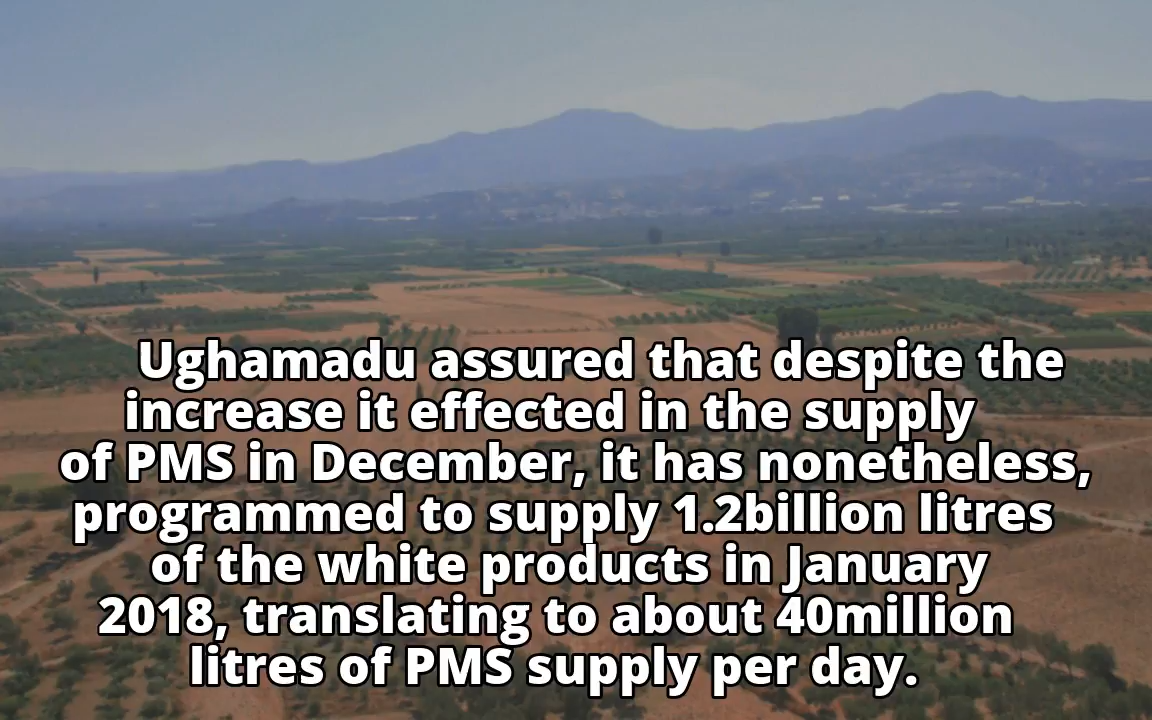 Ughamadu assured that despite the
increase it effected in the supply
of PMS in December, it has nonetheless,
programmed to supply 1.2billion litres
of the white products in January
2018, translating to about 40million
litres of PMS supply per day.